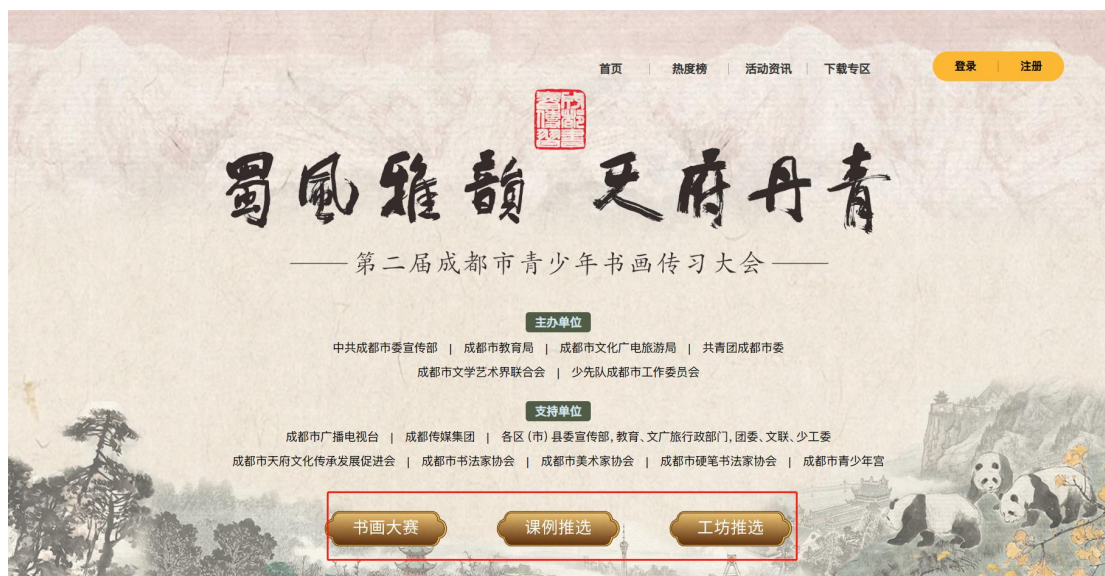 首页 | 热度榜 | 活动资讯 | 下载专区 登录 | 注册
成都书画传习
蜀風雅韻 天府丹青
第二届成都市青少年书画传习大会
主办单位
中共成都市委宣传部 | 成都市教育局 | 成都市文化广电旅游局 | 共青团成都市委
成都市文学艺术界联合会 | 少先队成都市工作委员会
支持单位
成都市广播电视台 | 成都传媒集团 | 各区（市）县委宣传部，教育、文广旅行政部门，团委、文联、少工委
成都市天府文化传承发展促进会 | 成都市书法家协会 | 成都市美术家协会 | 成都市硬笔书法家协会 | 成都市青少年宫
书画大赛 课例推选 工坊推选